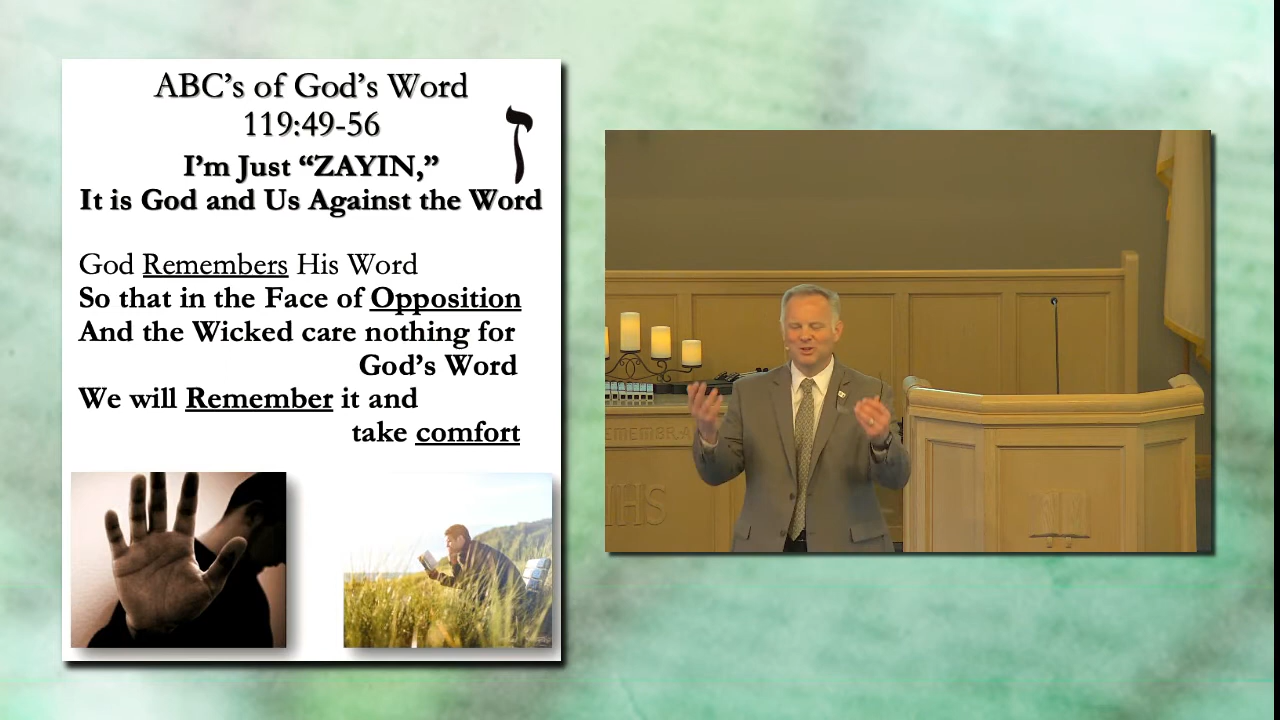 ABC’s of God’s Word
119:49-56
ז
I’m Just “ZAYIN,”
It is God and Us Against the Word
God Remembers His Word
So that in the Face of Opposition
And the Wicked care nothing for
God’s Word
We will Remember it and
take comfort
EMEMBRA
IHS